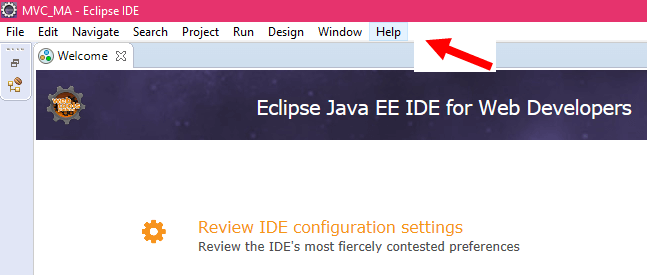 MVC_MA - Eclipse IDE
File Edit Navigate Search Project Run Design Window Help
Welcome
Eclipse Java EE IDE for Web Developers
Review IDE configuration settings
Review the IDE's most fiercely contested preferences